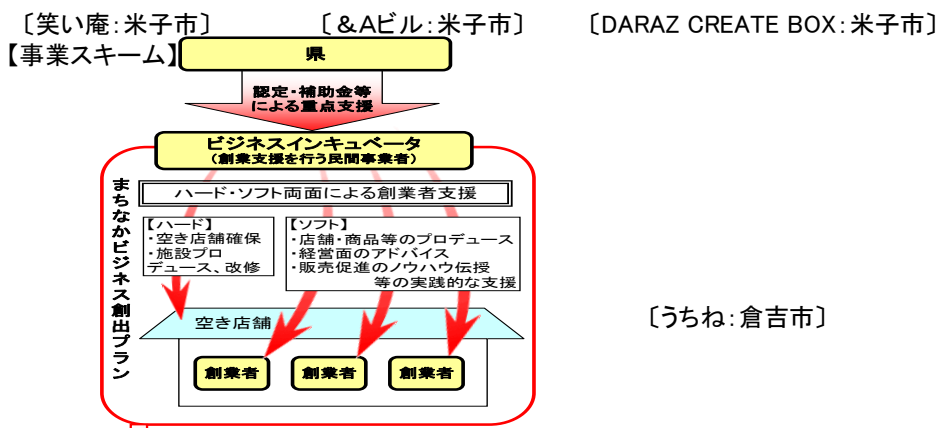 〔笑い庵:米子市〕
〔&Aビル:米子市〕
〔DARAZ CREATE BOX:米子市〕
【事業スキーム】
県
認定・補助金等
による重点支援
ビジネスインキュベータ
(創業支援を行う民間事業者)
まちなかビジネス創出プラン
ハード・ソフト両面による創業者支援
【ハード】
・空き店舗確保
・施設プロ
デュース、改修
【ソフト】
・店舗・商品等のプロデュース
・経営面のアドバイス
・販売促進のノウハウ伝授
等の実践的な支援
空き店舗
創業者
創業者
創業者
〔うちね:倉吉市〕